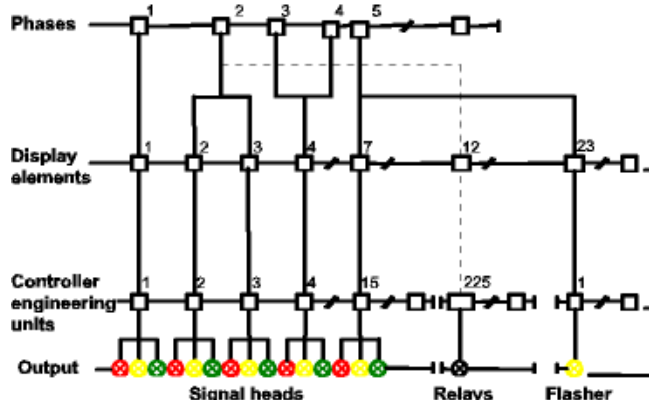 1 2 3 4 5
Phases
1 2 3 4 7 12 23
Display
elements
1 2 3 4 15 225 1
Controller
engineering
units
Output
Signal heads Relays Flasher